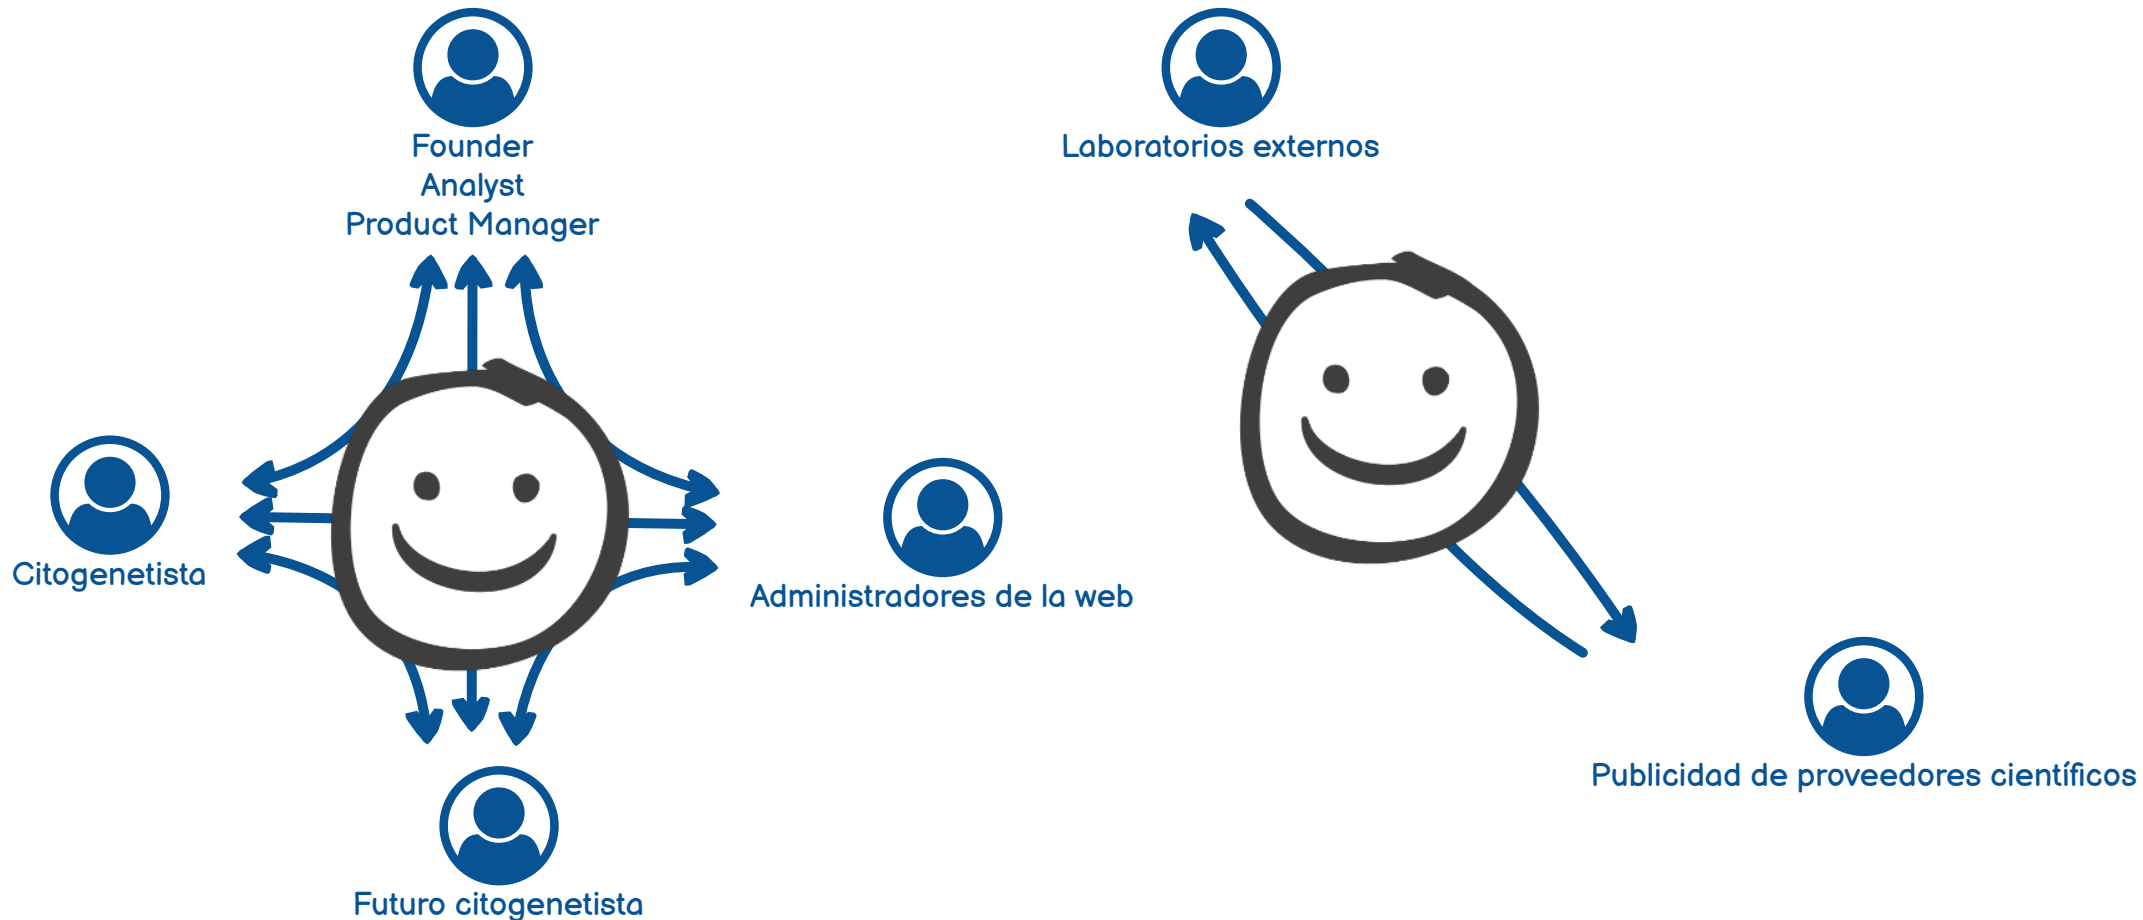 Founder
Analyst
Product Manager
Laboratorios externos
Citogenetista
Administradores de la web
Publicidad de proveedores científicos
Futuro citogenetista